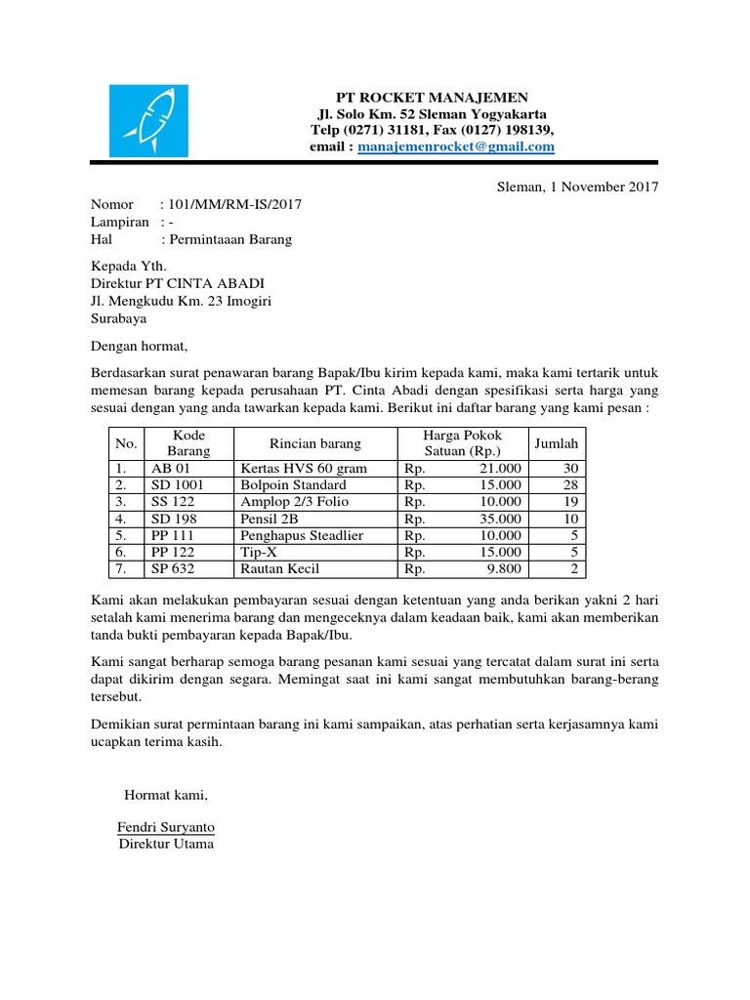 PT ROCKET MANAJEMEN
Jl. Solo Km. 52 Sleman Yogyakarta
Telp (0271) 31181, Fax (0127) 198139,
email : manajemenrocket@gmail.com
Sleman, 1 November 2017
Nomor : 101/MM/RM-IS/2017
Lampiran : -
Hal : Permintaaan Barang
Kepada Yth.
Direktur PT CINTA ABADI
Jl. Mengkudu Km. 23 Imogiri
Surabaya
Dengan hormat,
Berdasarkan surat penawaran barang Bapak/Ibu kirim kepada kami, maka kami tertarik untuk
memesan barang kepada perusahaan PT. Cinta Abadi dengan spesifikasi serta harga yang
sesuai dengan yang anda tawarkan kepada kami. Berikut ini daftar barang yang kami pesan :
No. Kode Barang Rincian barang Harga Pokok Satuan (Rp.) Jumlah
1. AB 01 Kertas HVS 60 gram Rp. 21.000 30
2. SD 1001 Bolpoin Standard Rp. 15.000 28
3. SS 122 Amplop 2/3 Folio Rp. 10.000 19
4. SD 198 Pensil 2B Rp. 35.000 10
5. PP 111 Penghapus Steadlier Rp. 10.000 5
6. PP 122 Tip-X Rp. 15.000 5
7. SP 632 Rautan Kecil Rp. 9.800 2
Kami akan melakukan pembayaran sesuai dengan ketentuan yang anda berikan yakni 2 hari
setalah kami menerima barang dan mengeceknya dalam keadaan baik, kami akan memberikan
tanda bukti pembayaran kepada Bapak/Ibu.
Kami sangat berharap semoga barang pesanan kami sesuai yang tercatat dalam surat ini serta
dapat dikirim dengan segara. Memingat saat ini kami sangat membutuhkan barang-berang
tersebut.
Demikian surat permintaan barang ini kami sampaikan, atas perhatian serta kerjasamnya kami
ucapkan terima kasih.
Hormat kami,
Fendri Suryanto
Direktur Utama